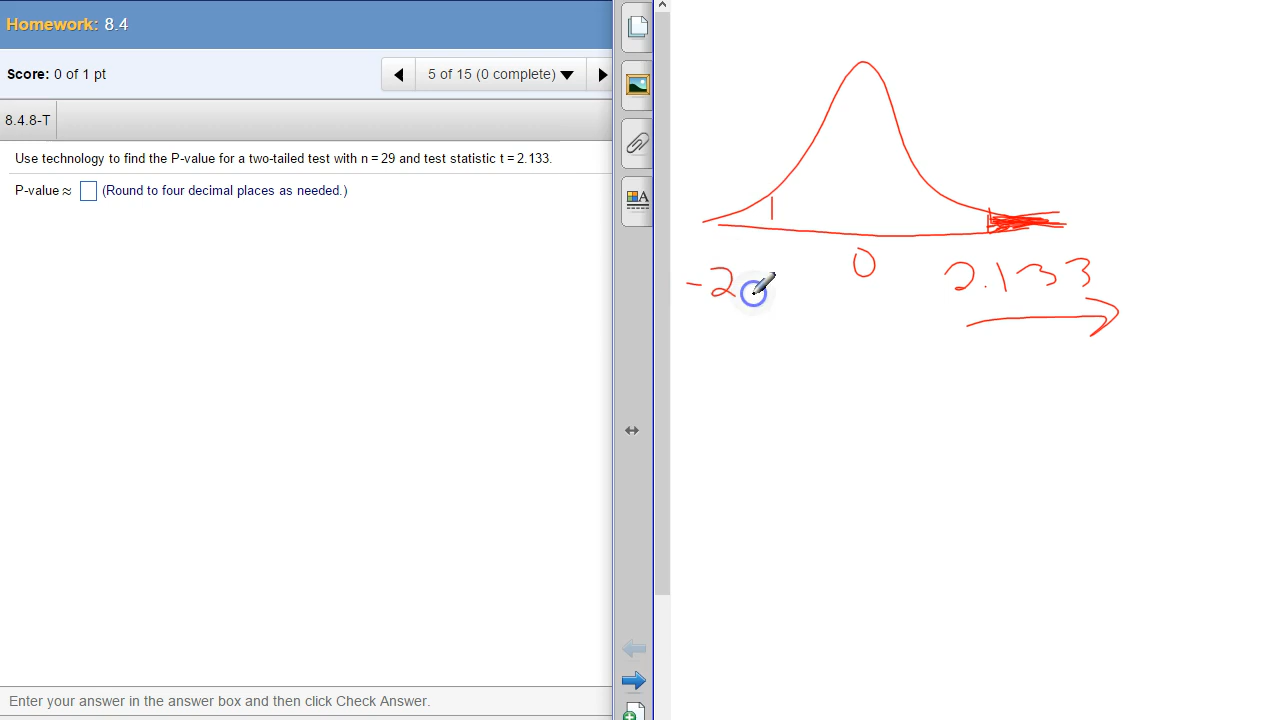 Homework: 8.4
Score: 0 of 1 pt
5 of 15 (0 complete)
8.4.8-T
Use technology to find the P-value for a two-tailed test with n = 29 and test statistic t = 2.133.
P-value ≈ (Round to four decimal places as needed.)
A
-2
0
2.133
Enter your answer in the answer box and then click Check Answer.